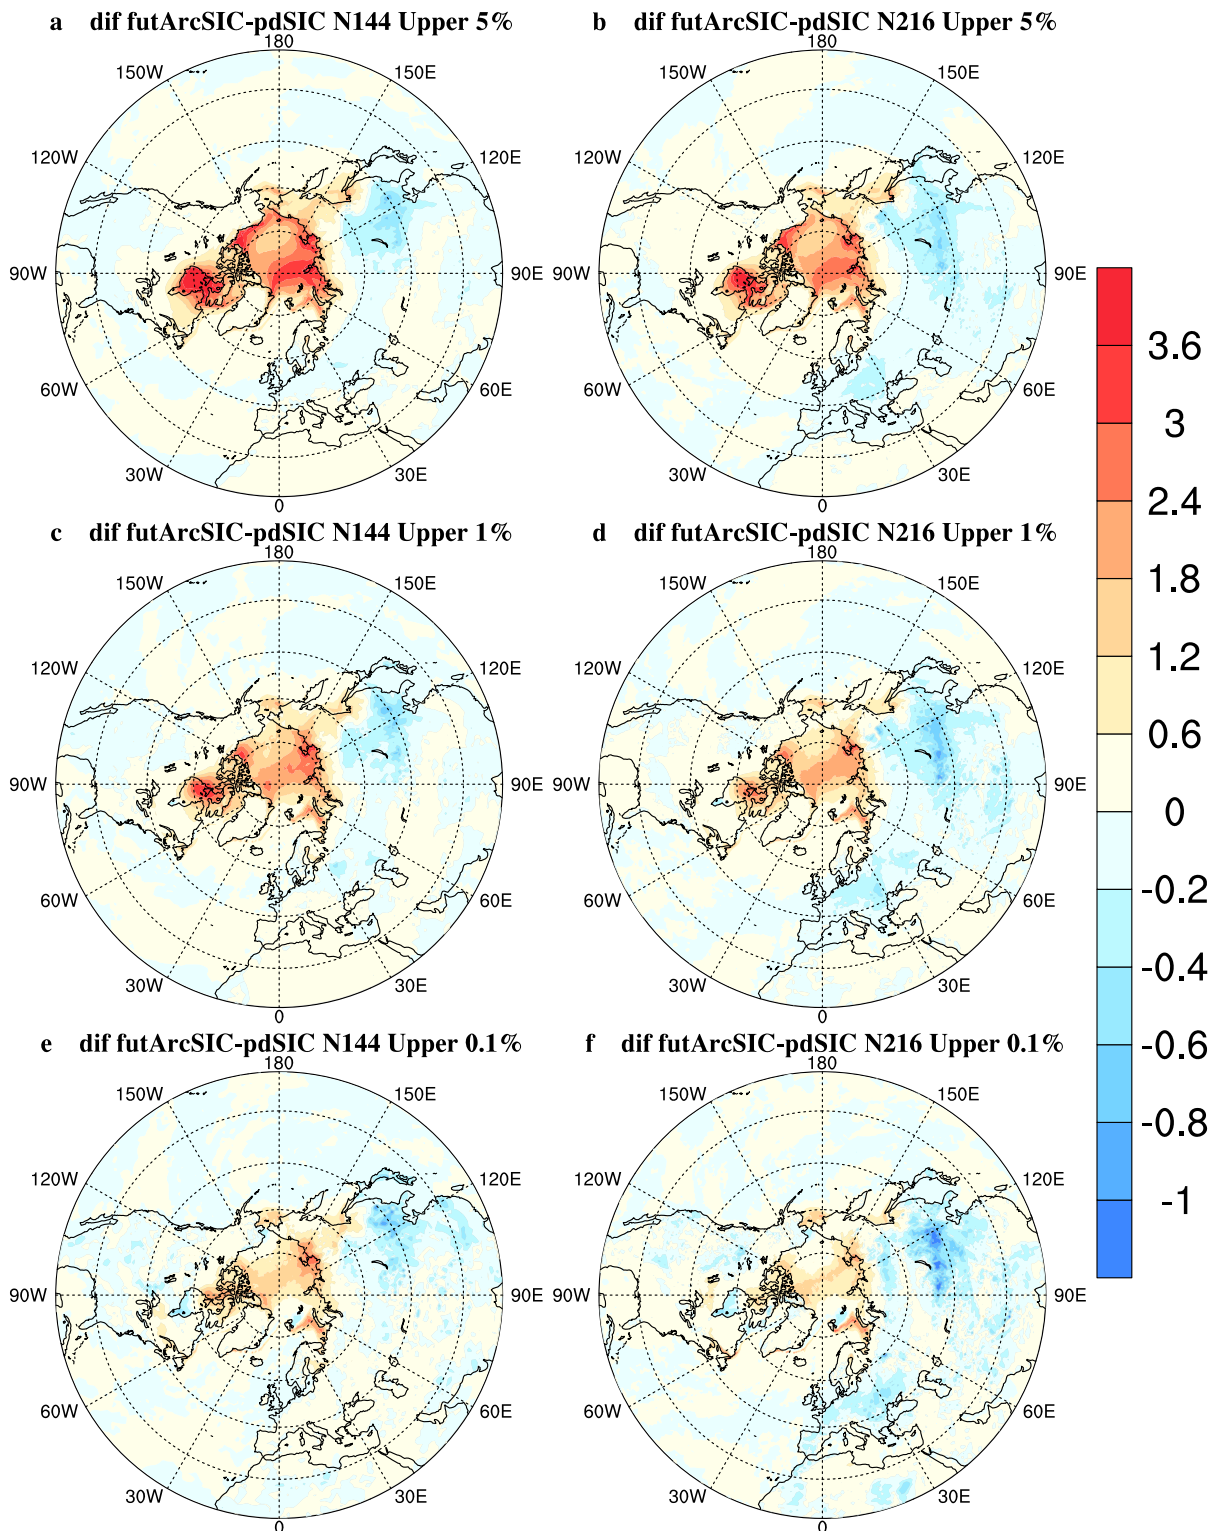 a dif futArcSIC-pdSIC N144 Upper 5%
180
150W
150E
120W
120E
90W
90E
60W
60E
30W
30E
0
b dif futArcSIC-pdSIC N216 Upper 5%
180
150W
150E
120W
120E
90W
90E
60W
60E
30W
30E
0
c dif futArcSIC-pdSIC N144 Upper 1%
180
150W
150E
120W
120E
90W
90E
60W
60E
30W
30E
0
d dif futArcSIC-pdSIC N216 Upper 1%
180
150W
150E
120W
120E
90W
90E
60W
60E
30W
30E
0
e dif futArcSIC-pdSIC N144 Upper 0.1%
180
150W
150E
120W
120E
90W
90E
60W
60E
30W
30E
0
f dif futArcSIC-pdSIC N216 Upper 0.1%
180
150W
150E
120W
120E
90W
90E
60W
60E
30W
30E
0
3.6
3
2.4
1.8
1.2
0.6
0
-0.2
-0.4
-0.6
-0.8
-1